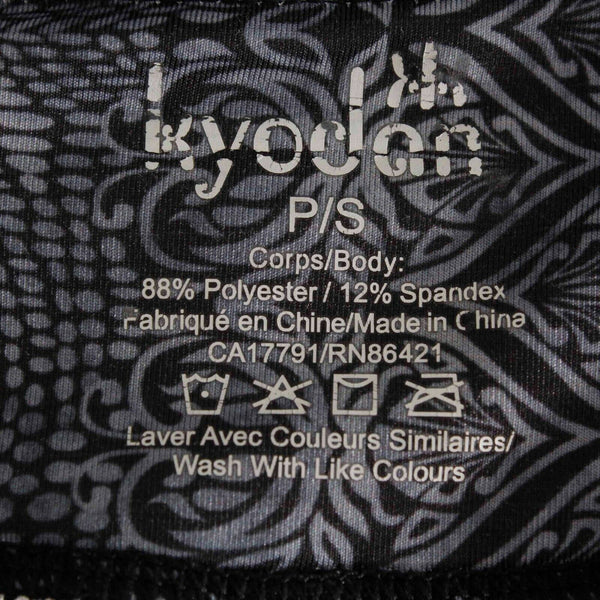 kyodan
P/S
Corps/Body:
88% Polyester / 12% Spandex
Fabriqué en Chine/Made in China
CA17791/RN86421
Laver Avec Couleurs Similaires/
Wash With Like Colours